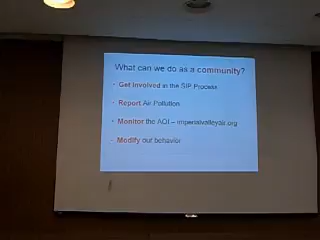 What can we do as a community?
- Get Involved in the SIP Process
- Report Air Pollution
- Monitor the AQI – imperialvalleyair.org
- Modify our behavior